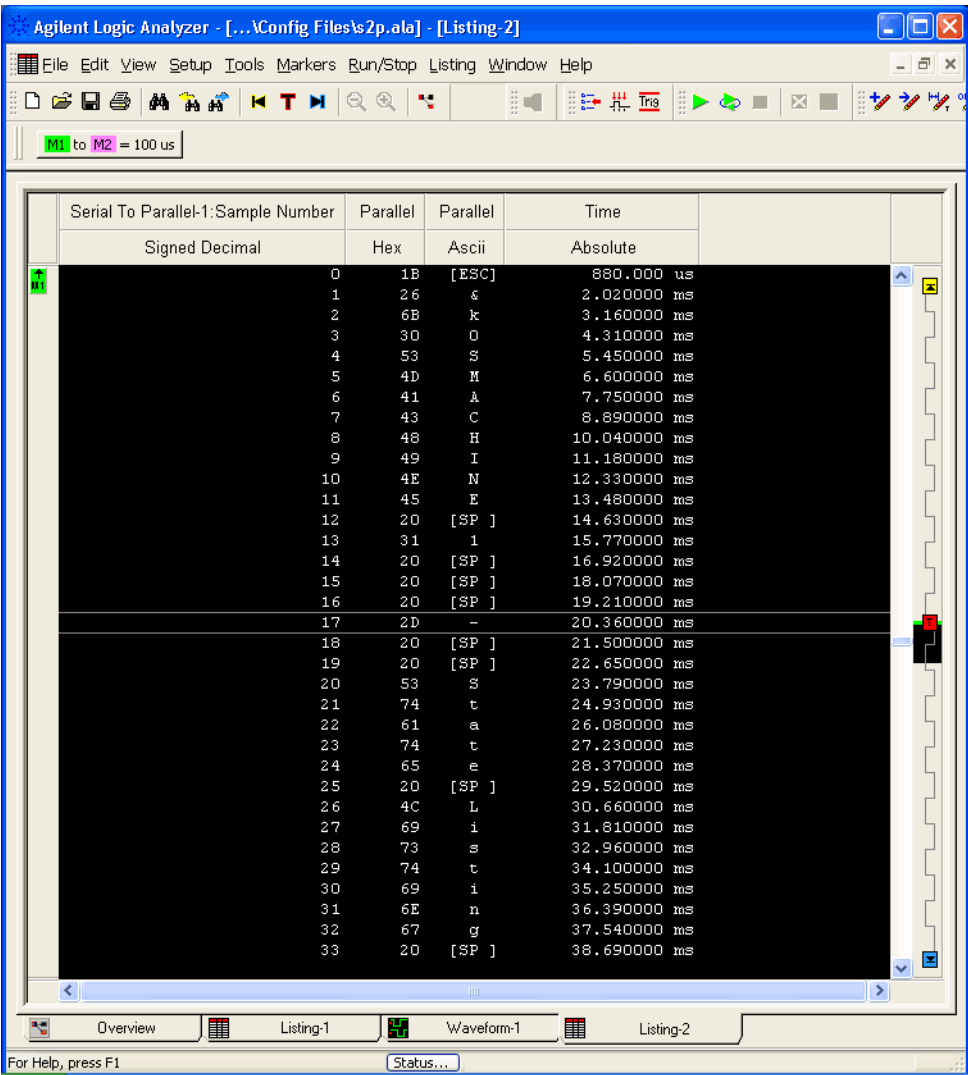 Agilent Logic Analyzer - [...\Config Files\s2p.ala] - [Listing-2]
File Edit View Setup Tools Markers Run/Stop Listing Window Help
T Trig
M1 to M2 = 100 us
Serial To Parallel-1:Sample Number Parallel Parallel Time
Signed Decimal Hex Ascii Absolute
M1
0 1B [ESC] 880.000 us
1 26 & 2.020000 ms
2 6B k 3.160000 ms
3 30 0 4.310000 ms
4 53 S 5.450000 ms
5 4D M 6.600000 ms
6 41 A 7.750000 ms
7 43 C 8.890000 ms
8 48 H 10.040000 ms
9 49 I 11.180000 ms
10 4E N 12.330000 ms
11 45 E 13.480000 ms
12 20 [SP ] 14.630000 ms
13 31 1 15.770000 ms
14 20 [SP ] 16.920000 ms
15 20 [SP ] 18.070000 ms
16 20 [SP ] 19.210000 ms
17 2D - 20.360000 ms
T
18 20 [SP ] 21.500000 ms
19 20 [SP ] 22.650000 ms
20 53 S 23.790000 ms
21 74 t 24.930000 ms
22 61 a 26.080000 ms
23 74 t 27.230000 ms
24 65 e 28.370000 ms
25 20 [SP ] 29.520000 ms
26 4C L 30.660000 ms
27 69 i 31.810000 ms
28 73 s 32.960000 ms
29 74 t 34.100000 ms
30 69 i 35.250000 ms
31 6E n 36.390000 ms
32 67 g 37.540000 ms
33 20 [SP ] 38.690000 ms
Overview Listing-1 Waveform-1 Listing-2
For Help, press F1 Status...